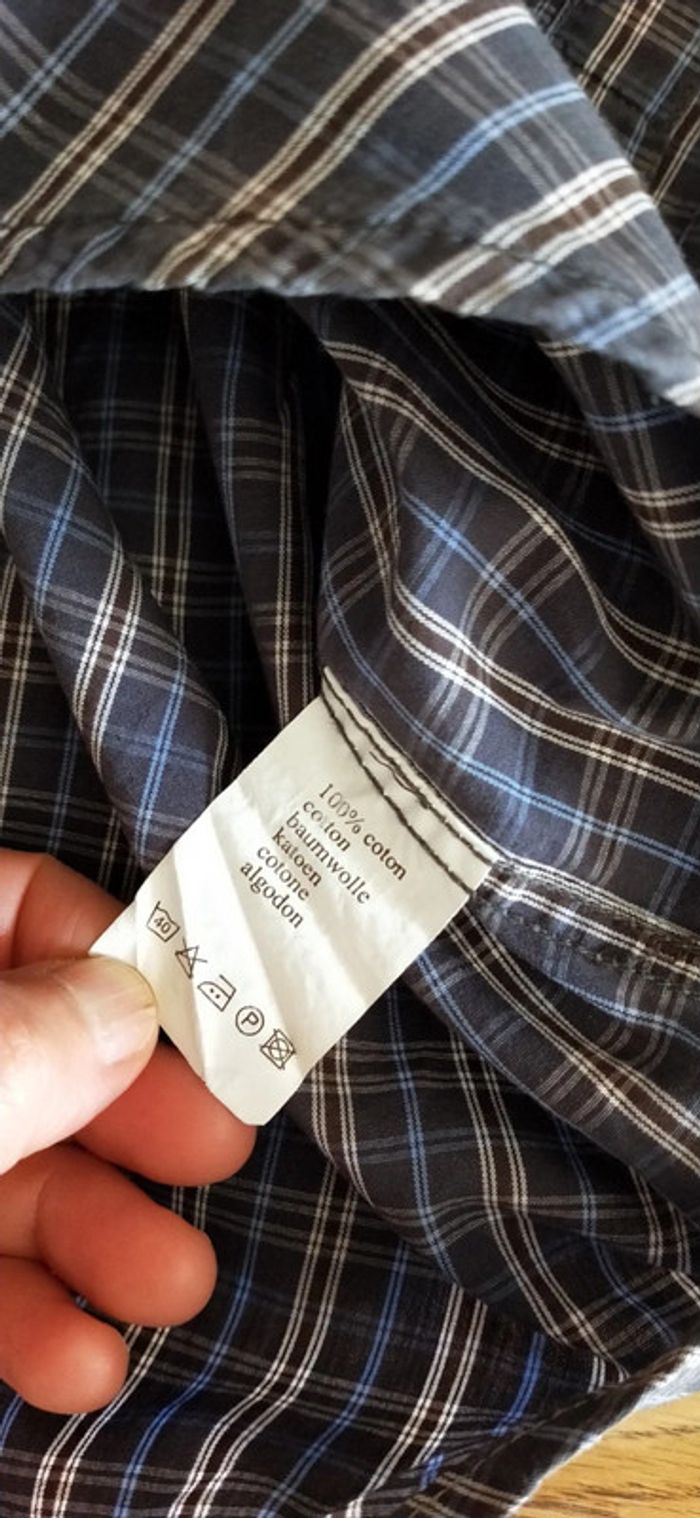 100% coton
cotton
baumwolle
katoen
cotone
algodon
40
P